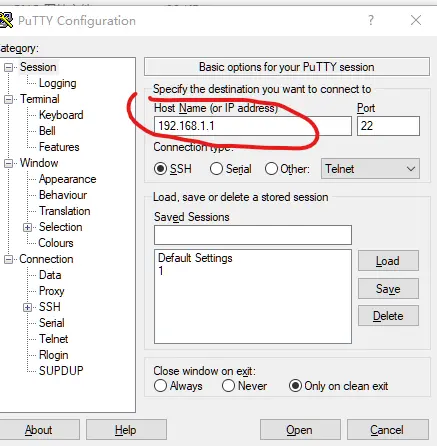 PuTTY Configuration
?
×
ategory:
Session
Logging
Terminal
Keyboard
Bell
Features
Window
Appearance
Behaviour
Translation
Selection
Colours
Connection
Data
Proxy
SSH
Serial
Telnet
Rlogin
SUPDUP
Basic options for your PuTTY session
Specify the destination you want to connect to
Host Name (or IP address) Port
192.168.1.1 22
Connection type:
SSH Serial Other: Telnet
Load, save or delete a stored session
Saved Sessions
Default Settings
1
Load
Save
Delete
Close window on exit:
Always Never Only on clean exit
About Help Open Cancel